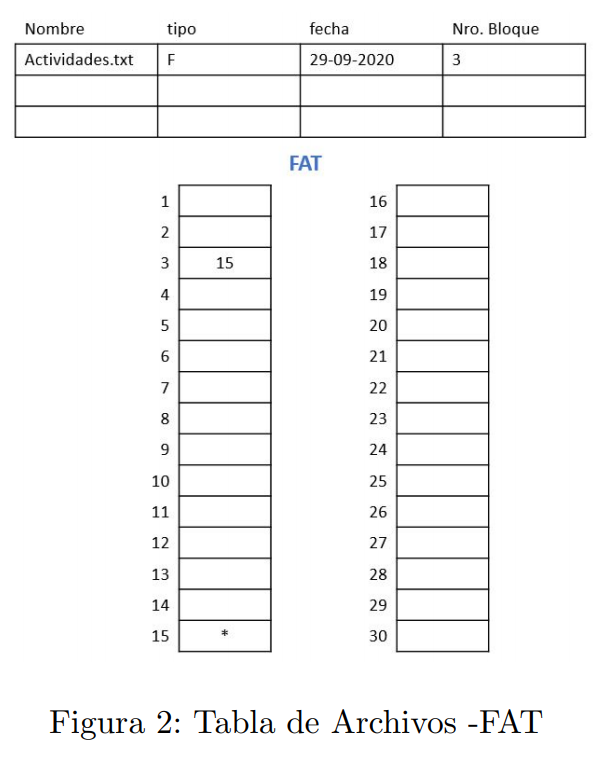 Nombre tipo fecha Nro. Bloque
Actividades.txt F 29-09-2020 3
FAT
1 16
2 17
3 15 18
4 19
5 20
6 21
7 22
8 23
9 24
10 25
11 26
12 27
13 28
14 29
15 * 30
Figura 2: Tabla de Archivos -FAT